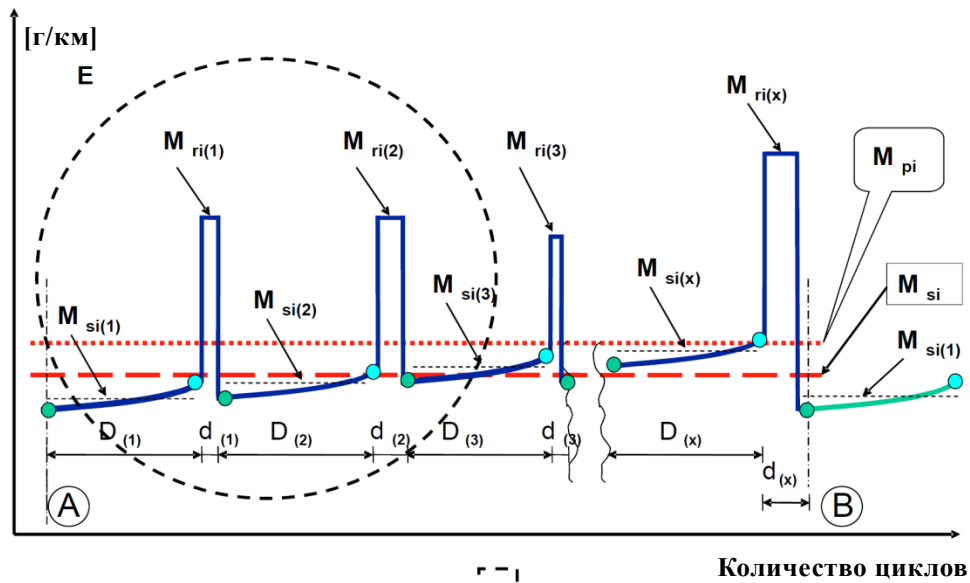 [г/км]
E
M ri(1)
M ri(2)
M ri(3)
M ri(x)
M pi
M si(1)
M si(2)
M si(3)
M si(x)
M si
M si(1)
D (1)
d (1)
D (2)
d (2)
D (3)
d (3)
D (x)
d (x)
A
B
Количество циклов